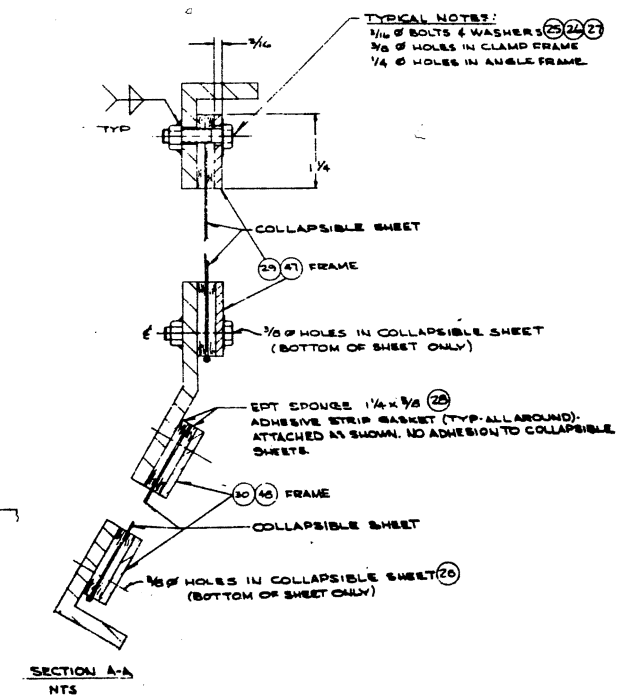 TYPICAL NOTES:
3/16 Ø BOLTS & WASHERS 25 26 27
3/8 Ø HOLES IN CLAMP FRAME
1/4 Ø HOLES IN ANGLE FRAME
3/16
TYP
1 1/4
COLLAPSIBLE SHEET
29 47 FRAME
3/8 Ø HOLES IN COLLAPSIBLE SHEET
(BOTTOM OF SHEET ONLY)
EPT SPONGE 1 1/4 x 3/8 28
ADHESIVE STRIP GASKET (TYP-ALL AROUND).
ATTACHED AS SHOWN. NO ADHESION TO COLLAPSIBLE
SHEETS.
30 48 FRAME
COLLAPSIBLE SHEET
3/8 Ø HOLES IN COLLAPSIBLE SHEET
(BOTTOM OF SHEET ONLY)
SECTION A-A
NTS